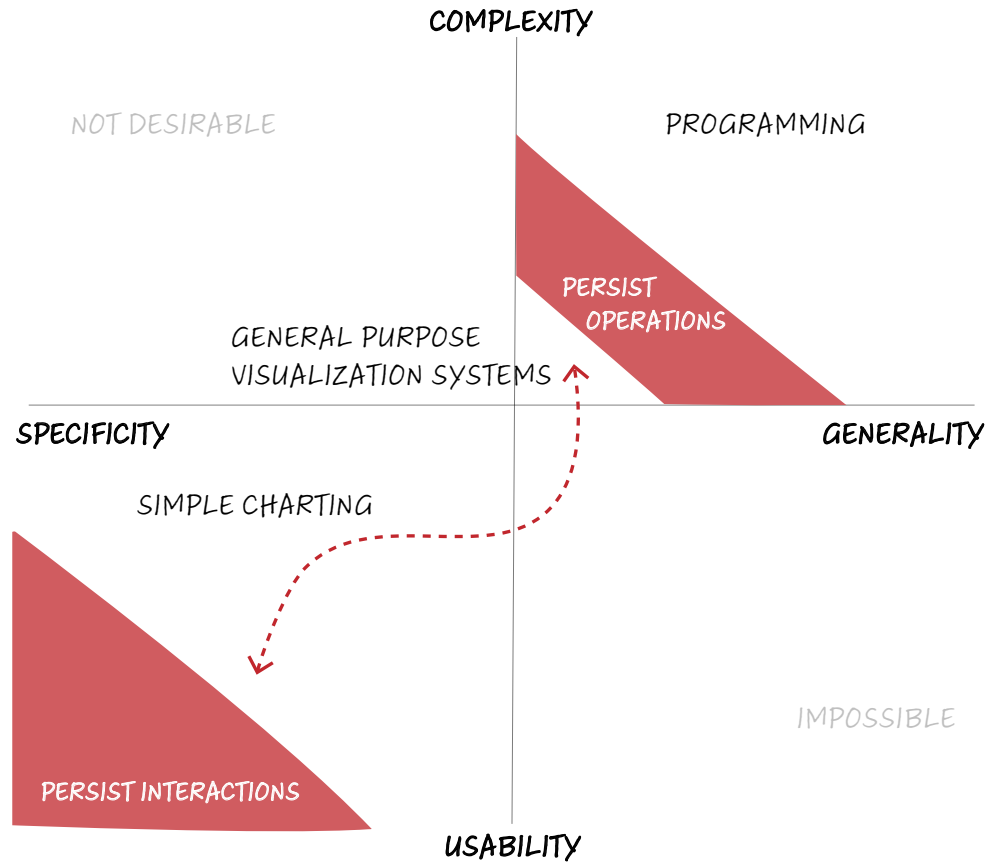 COMPLEXITY
NOT DESIRABLE
PROGRAMMING
PERSIST
OPERATIONS
GENERAL PURPOSE
VISUALIZATION SYSTEMS
SPECIFICITY
GENERALITY
SIMPLE CHARTING
IMPOSSIBLE
PERSIST INTERACTIONS
USABILITY